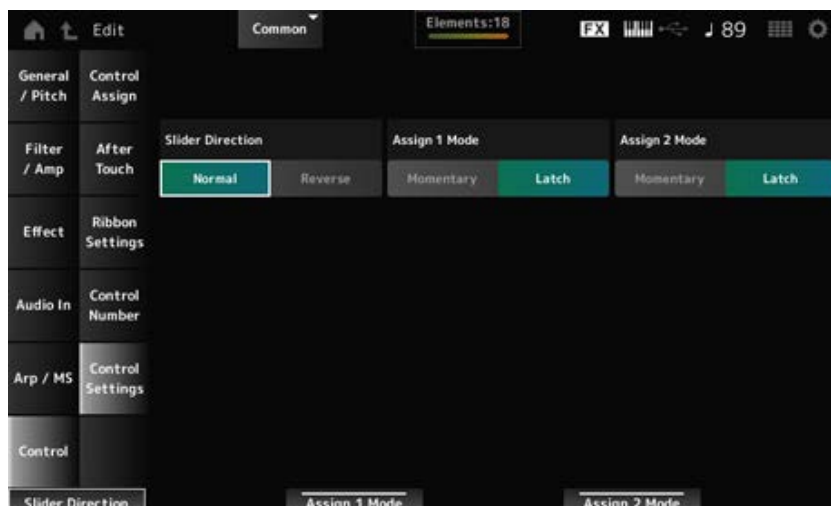 Edit
Common
Elements:18
FX
89
General
/ Pitch
Control
Assign
Filter
/ Amp
After
Touch
Slider Direction
Normal
Reverse
Assign 1 Mode
Momentary
Latch
Assign 2 Mode
Momentary
Latch
Effect
Ribbon
Settings
Audio In
Control
Number
Arp / MS
Control
Settings
Control
Slider Direction
Assign 1 Mode
Assign 2 Mode